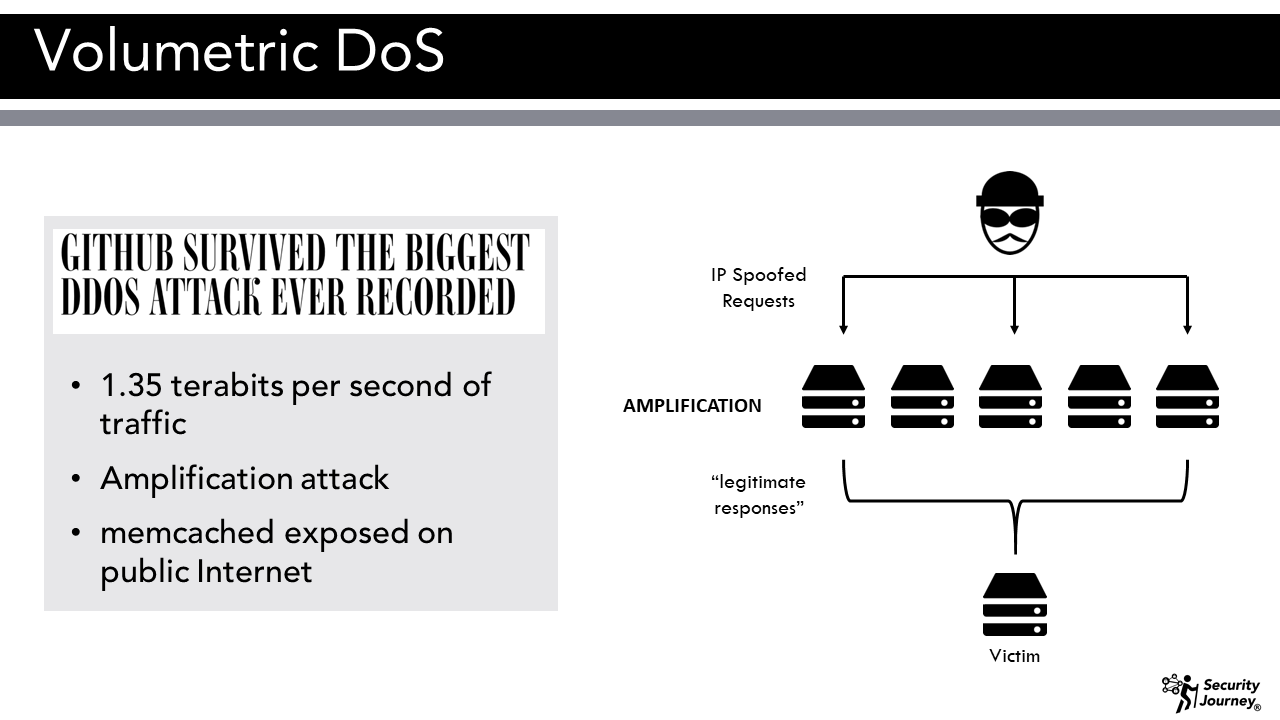 Volumetric DoS
GITHUB SURVIVED THE BIGGEST
DDOS ATTACK EVER RECORDED
• 1.35 terabits per second of
traffic
• Amplification attack
• memcached exposed on
public Internet
IP Spoofed
Requests
AMPLIFICATION
“legitimate
responses”
Victim
Security
Journey®